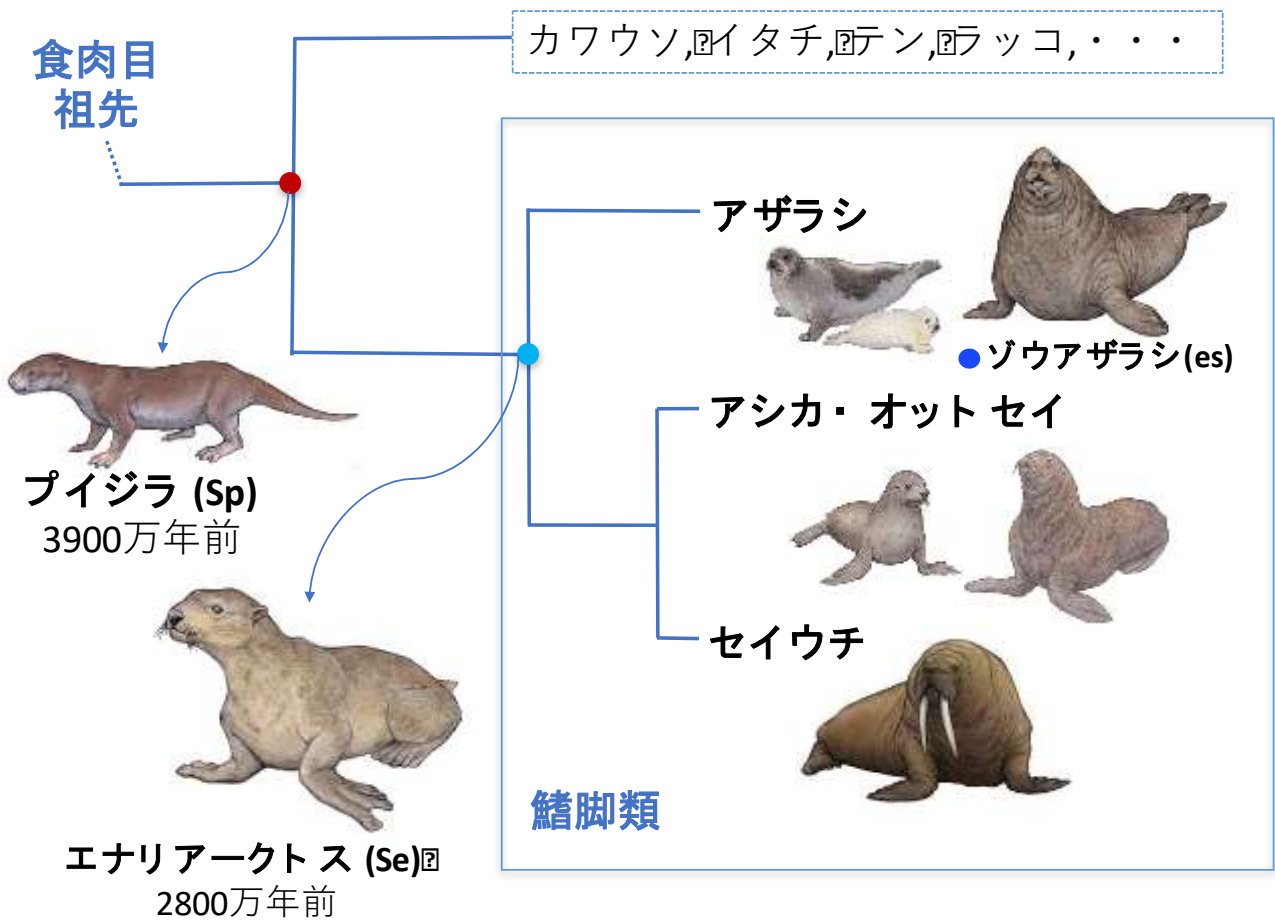 食肉目
祖先
カワウソ,⍰イタチ,⍰テン,⍰ラッコ,・・・
アザラシ
ゾウアザラシ(es)
アシカ・オットセイ
プイジラ (Sp)
3900万年前
セイウチ
鰭脚類
エナリアークトス (Se)⍰
2800万年前